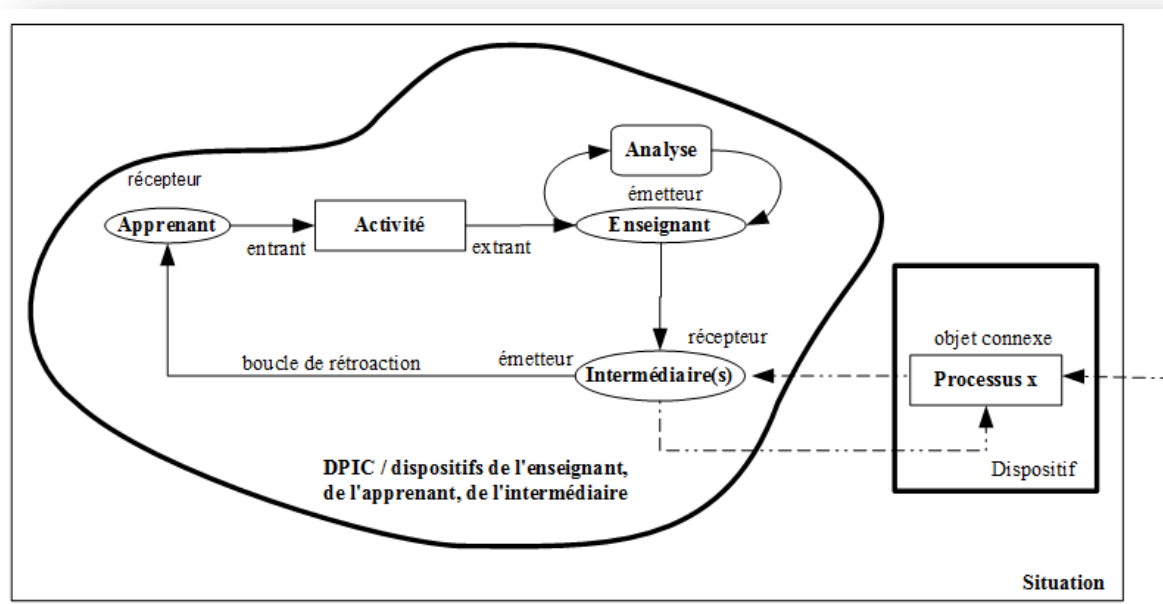 Analyse
récepteur
émetteur
Apprenant
Activité
Enseignant
entrant
extrant
récepteur
objet connexe
boucle de rétroaction
émetteur
Intermédiaire(s)
Processus x
DPIC / dispositifs de l'enseignant,
de l'apprenant, de l'intermédiaire
Dispositif
Situation